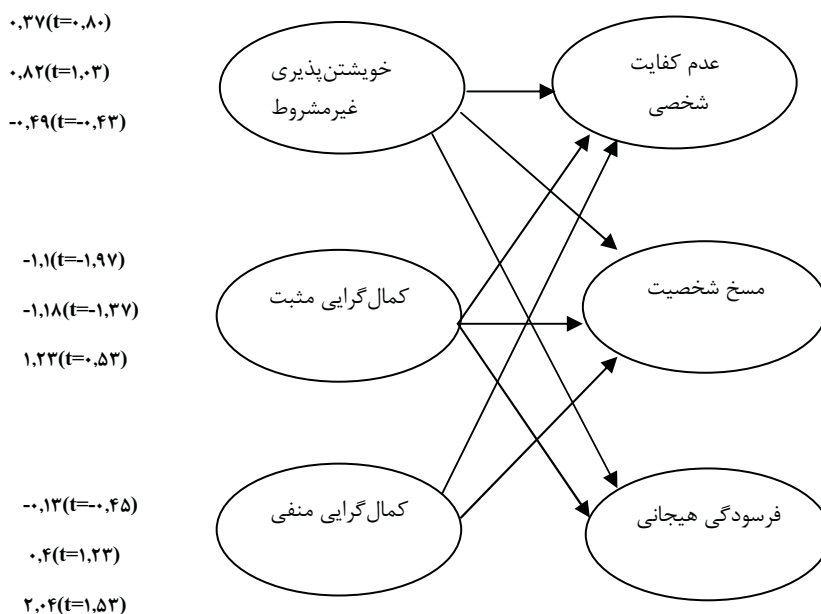 ۰,۳۷(t=۰,۸۰)
۰,۸۲(t=۱,۰۳)
-۰,۴۹(t=-۰,۴۳)
-۱,۱(t=-۱,۹۷)
-۱,۱۸(t=-۱,۳۷)
۱,۲۳(t=۰,۵۳)
-۰,۱۳(t=-۰,۴۵)
۰,۴(t=۱,۲۳)
۲,۰۴(t=۱,۵۳)
خویشتن‌پذیری
غیرمشروط
کمال‌گرایی مثبت
کمال‌گرایی منفی
عدم کفایت
شخصی
مسخ شخصیت
فرسودگی هیجانی